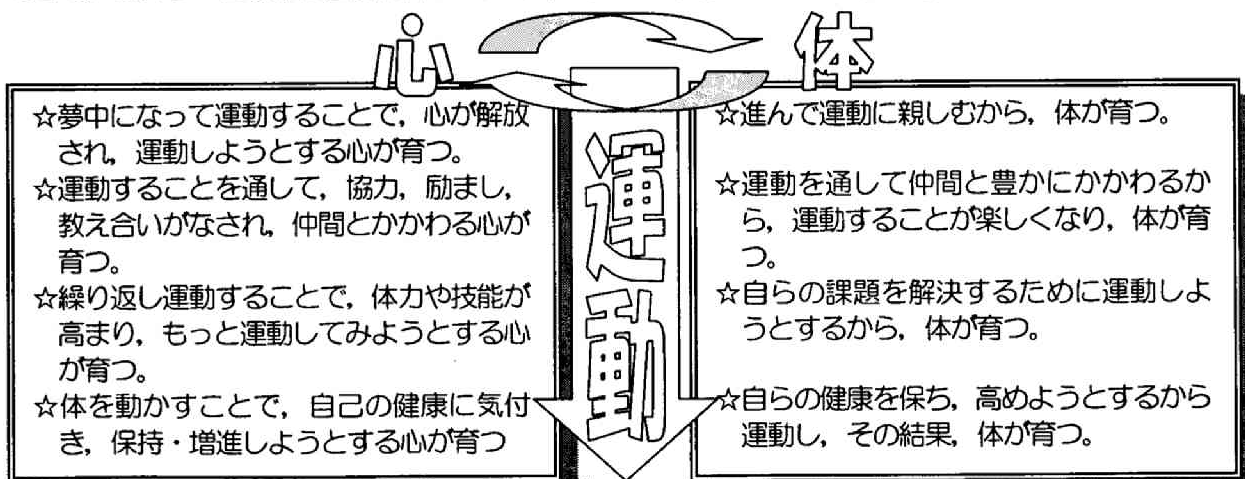 心
体
☆夢中になって運動することで，心が解放
され，運動しようとする心が育つ。
☆運動することを通して，協力，励まし，
教え合いがなされ，仲間とかかわる心が
育つ。
☆繰り返し運動することで，体力や技能が
高まり，もっと運動してみようとする心
が育つ。
☆体を動かすことで，自己の健康に気付
き，保持・増進しようとする心が育つ
運動
☆進んで運動に親しむから，体が育つ。
☆運動を通して仲間と豊かにかかわるか
ら，運動することが楽しくなり，体が育
つ。
☆自らの課題を解決するために運動しよ
うとするから，体が育つ。
☆自らの健康を保ち，高めようとするから
運動し，その結果，体が育つ。